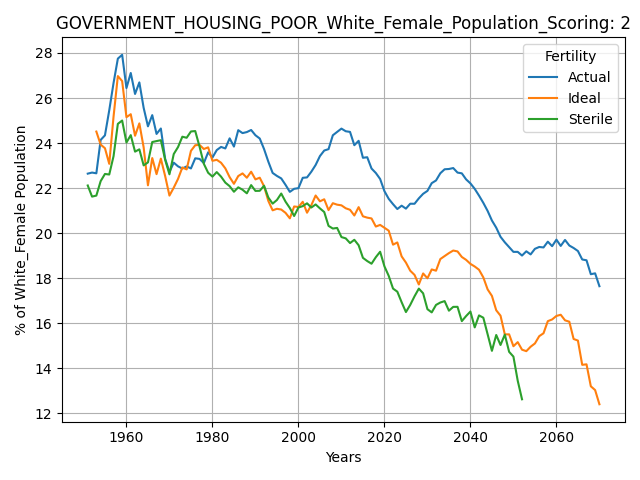 GOVERNMENT_HOUSING_POOR_White_Female_Population_Scoring: 2
Fertility
Actual
Ideal
Sterile
% of White_Female Population
28
26
24
22
20
18
16
14
12
1960
1980
2000
2020
2040
2060
Years